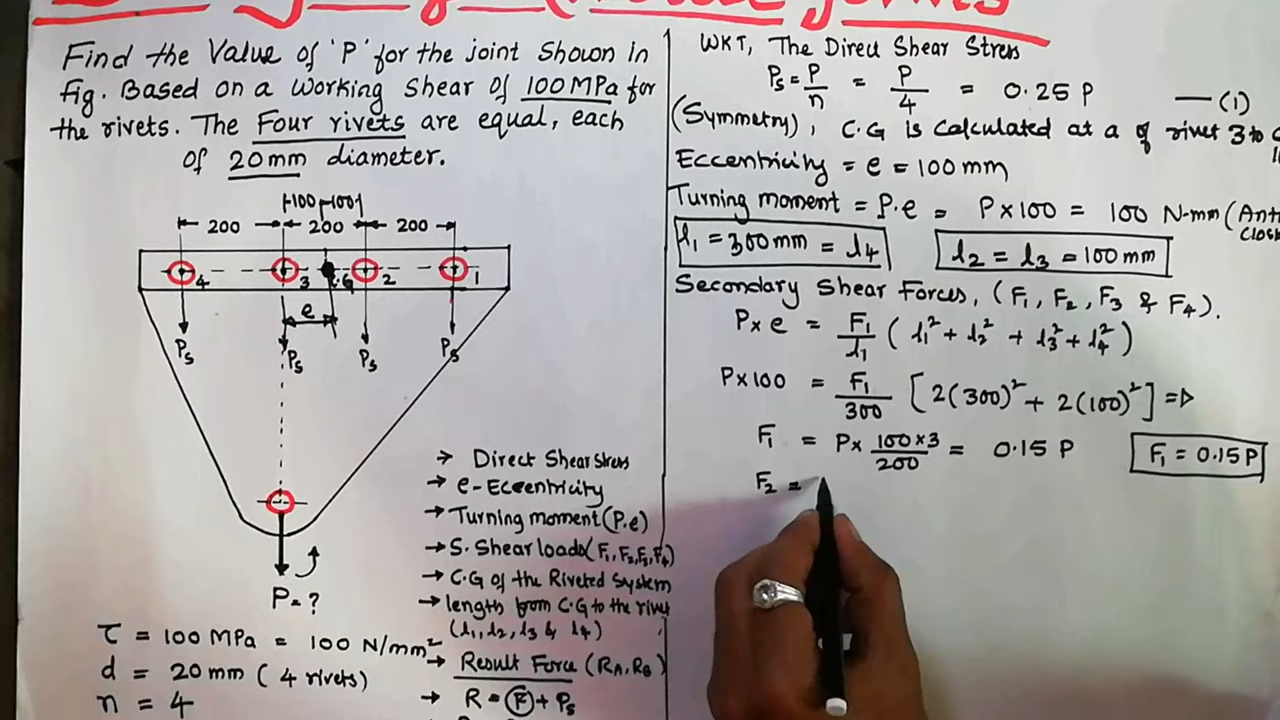 Find the Value of 'P' for the joint Shown in
Fig. Based on a working Shear of 100 MPa for
the rivets. The Four rivets are equal, each
of 20mm diameter.
100 100
200 200 200
4 3 C.G 2 1
e
Ps Ps Ps Ps
P = ?
τ = 100 MPa = 100 N/mm²
d = 20mm ( 4 rivets)
n = 4
→ Direct Shear Stress
→ e - Eccentricity
→ Turning moment (P.e)
→ S. Shear loads (F1, F2, F3, F4)
→ C.G of the Riveted System
→ length from C.G to the rivet
(l1, l2, l3 & l4)
→ Result Force (RA, RB)
→ R = F + Ps
WKT, The Direct Shear Stress
Ps = P/n = P/4 = 0.25 P — (1)
(Symmetry), C.G is Calculated at a of rivet 3 to
Eccentricity = e = 100 mm
Turning moment = P.e = P×100 = 100 N-mm (Anti
Clock
l1 = 300mm = l4
l2 = l3 = 100 mm
Secondary Shear Forces, (F1, F2, F3 & F4).
P x e = F1/l1 ( l1² + l2² + l3² + l4² )
P×100 = F1/300 [ 2(300)² + 2(100)² ] =>
F1 = P× 100×3/200 = 0.15 P
F1 = 0.15 P
F2 =